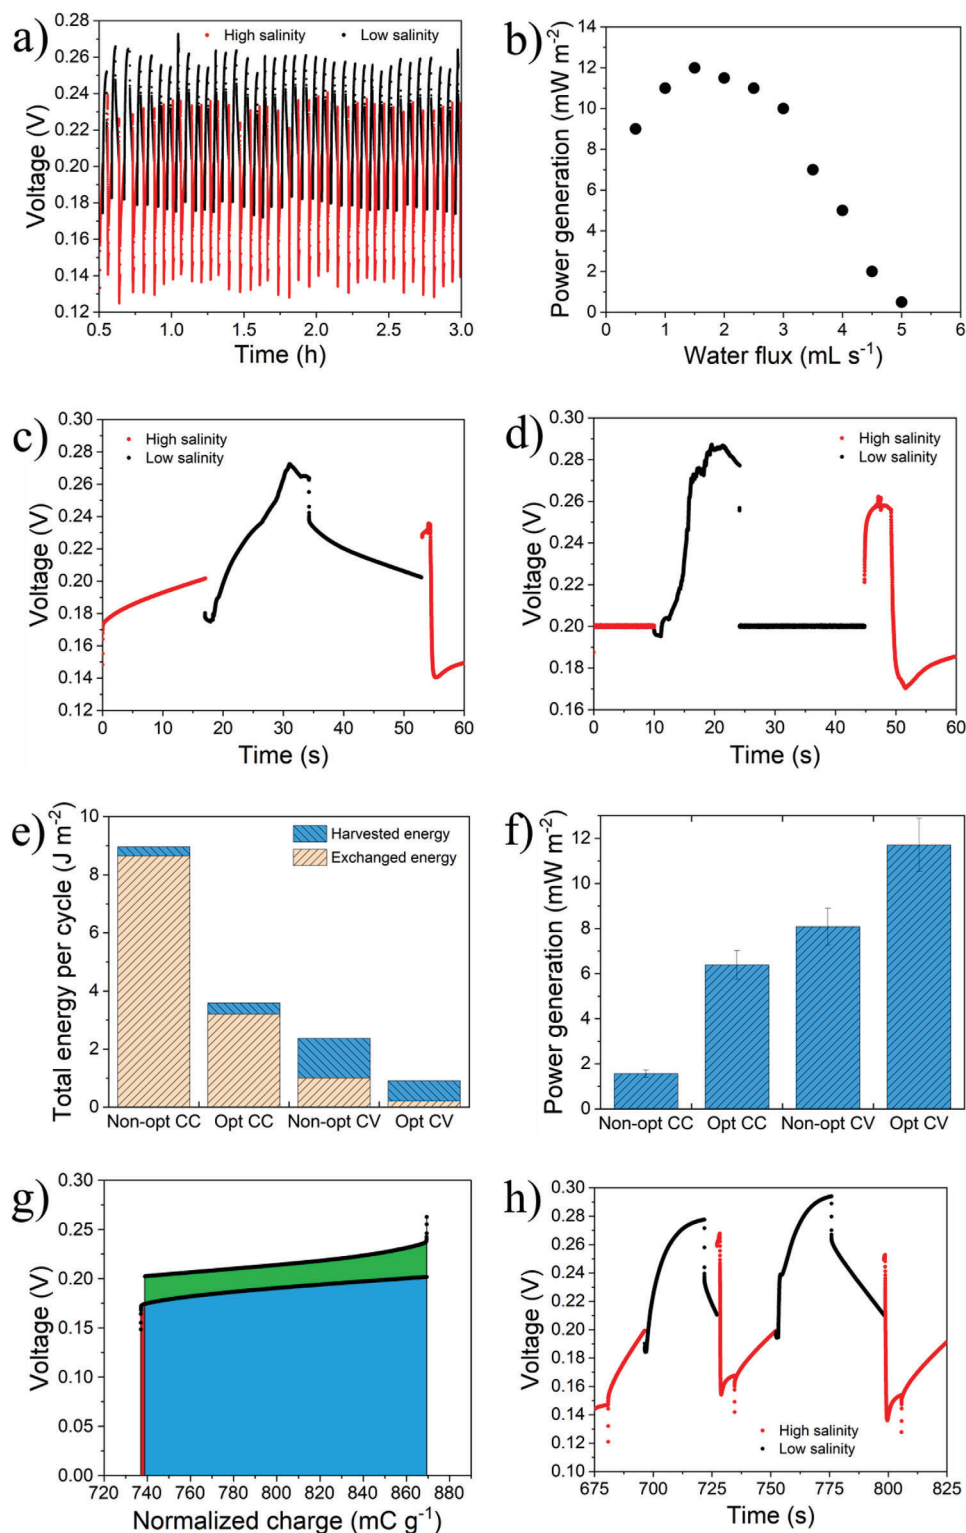 a)
High salinity
Low salinity
0.28
0.26
0.24
0.22
0.20
0.18
0.16
0.14
0.12
Voltage (V)
0.5 1.0 1.5 2.0 2.5 3.0
Time (h)
b)
14
12
10
8
6
4
2
0
Power generation (mW m-2)
0 1 2 3 4 5 6
Water flux (mL s-1)
c)
High salinity
Low salinity
0.30
0.28
0.26
0.24
0.22
0.20
0.18
0.16
0.14
0.12
Voltage (V)
0 10 20 30 40 50 60
Time (s)
d)
High salinity
Low salinity
0.30
0.28
0.26
0.24
0.22
0.20
0.18
0.16
Voltage (V)
0 10 20 30 40 50 60
Time (s)
e)
Harvested energy
Exchanged energy
10
8
6
4
2
0
Total energy per cycle (J m-2)
Non-opt CC Opt CC Non-opt CV Opt CV
f)
12
10
8
6
4
2
0
Power generation (mW m-2)
Non-opt CC Opt CC Non-opt CV Opt CV
g)
0.30
0.25
0.20
0.15
0.10
0.05
0.00
Voltage (V)
720 740 760 780 800 820 840 860 880
Normalized charge (mC g-1)
h)
0.30
0.28
0.26
0.24
0.22
0.20
0.18
0.16
0.14
0.12
0.10
Voltage (V)
High salinity
Low salinity
675 700 725 750 775 800 825
Time (s)